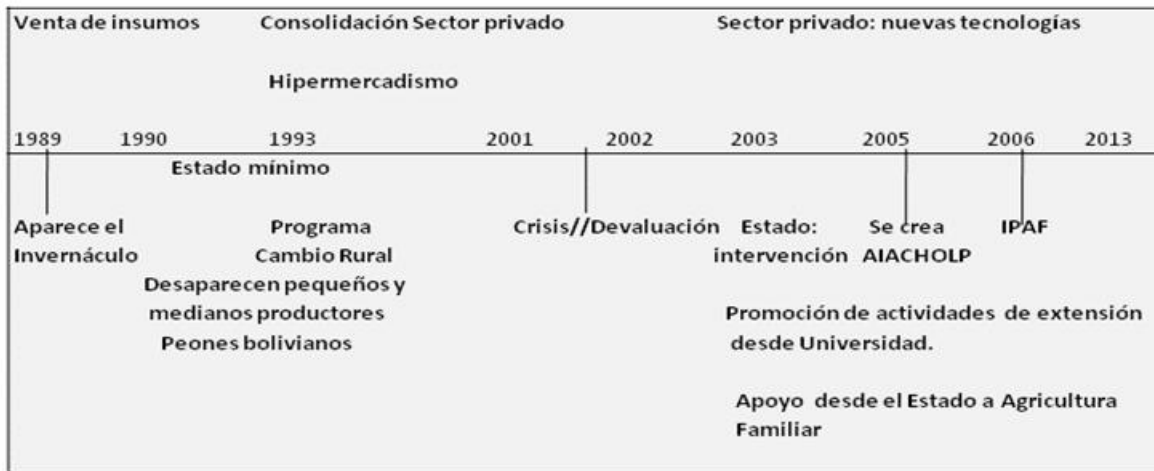 Venta de insumos Consolidación Sector privado Sector privado: nuevas tecnologías
Hipermercadismo
1989 1990 1993 2001 2002 2003 2005 2006 2013
Estado mínimo
Aparece el Programa Crisis//Devaluación Estado: Se crea IPAF
Invernáculo Cambio Rural intervención AIACHOLP
Desaparecen pequeños y
medianos productores Promoción de actividades de extensión
Peones bolivianos desde Universidad.
Apoyo desde el Estado a Agricultura
Familiar